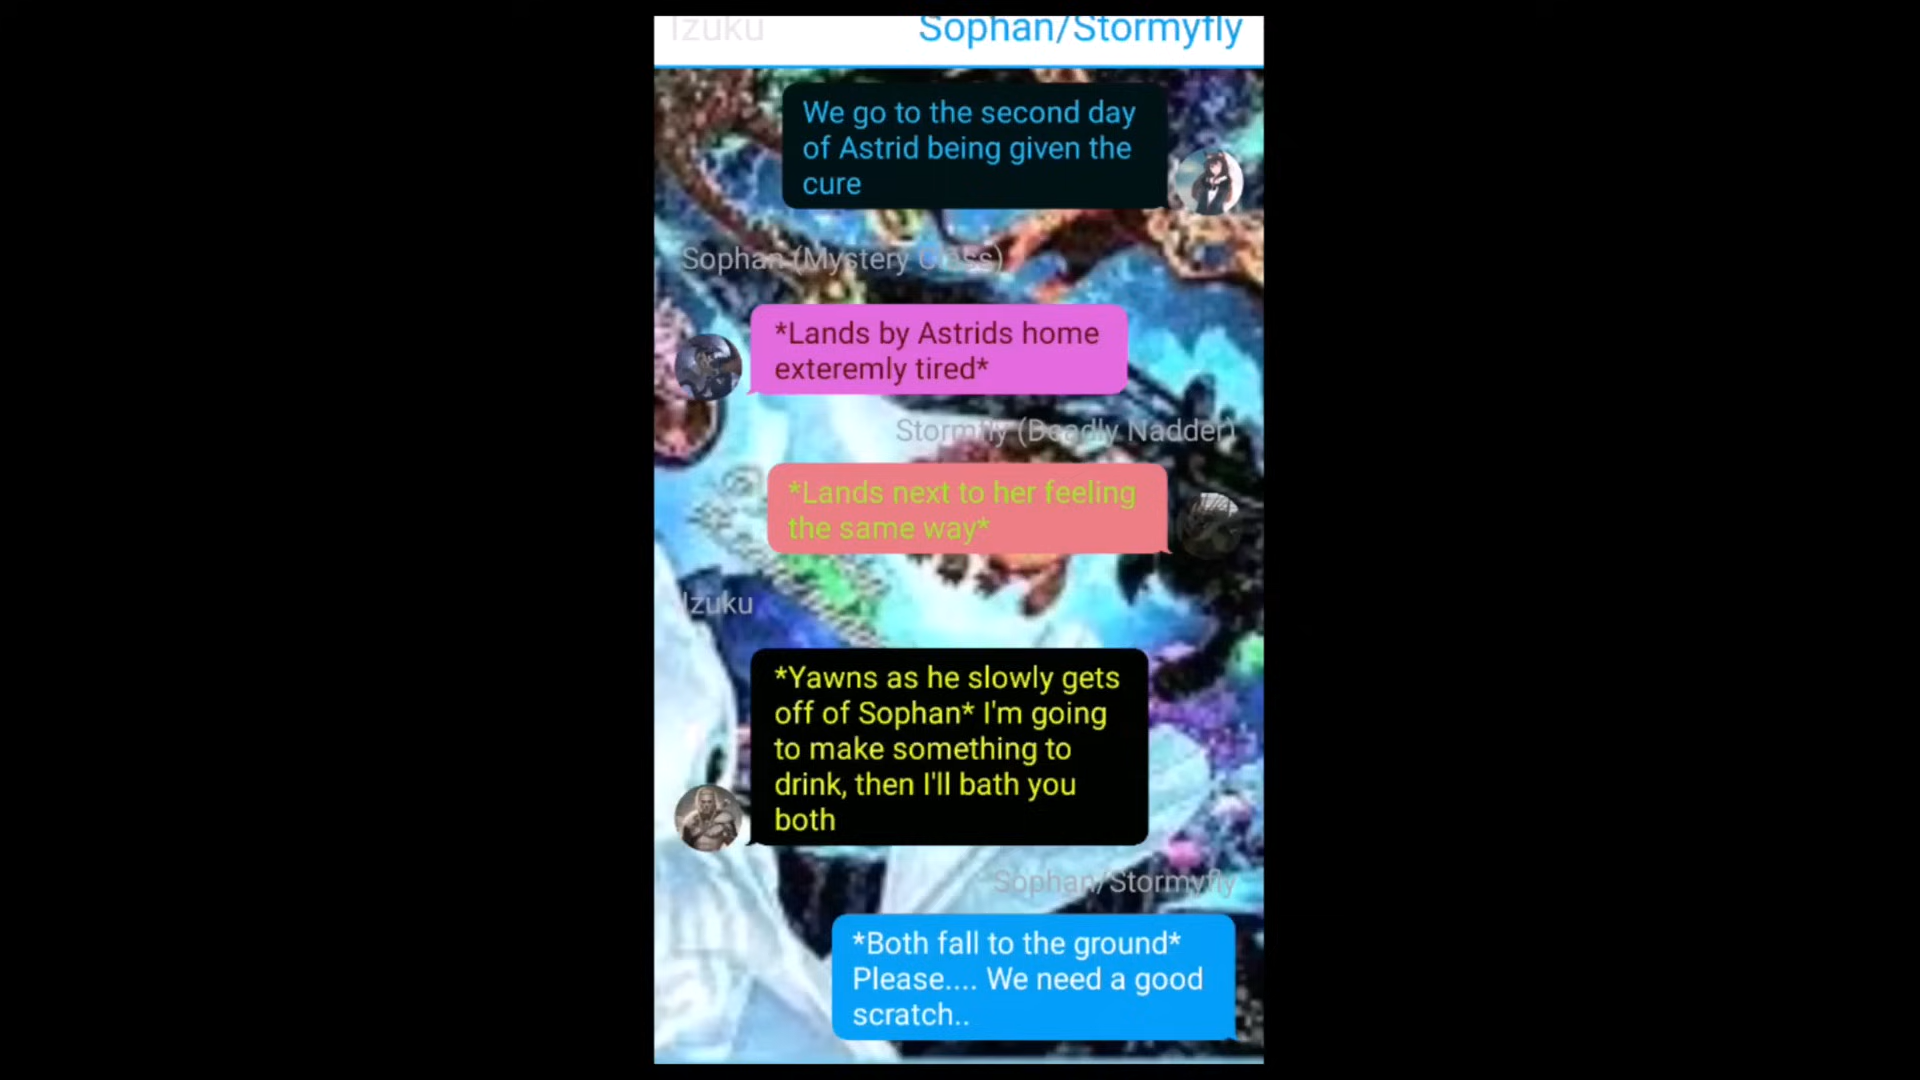 Izuku
Sophan/Stormyfly
We go to the second day
of Astrid being given the
cure
Sophan (Mystery Class)
*Lands by Astrids home
exteremly tired*
Stormfly (Deadly Nadder)
*Lands next to her feeling
the same way*
Izuku
*Yawns as he slowly gets
off of Sophan* I'm going
to make something to
drink, then I'll bath you
both
Sophan/Stormyfly
*Both fall to the ground*
Please.... We need a good
scratch..